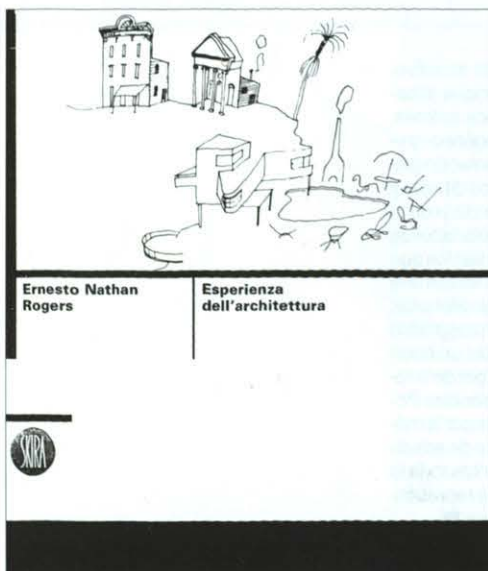 Ernesto Nathan
Rogers
Esperienza
dell'architettura
SKIRA